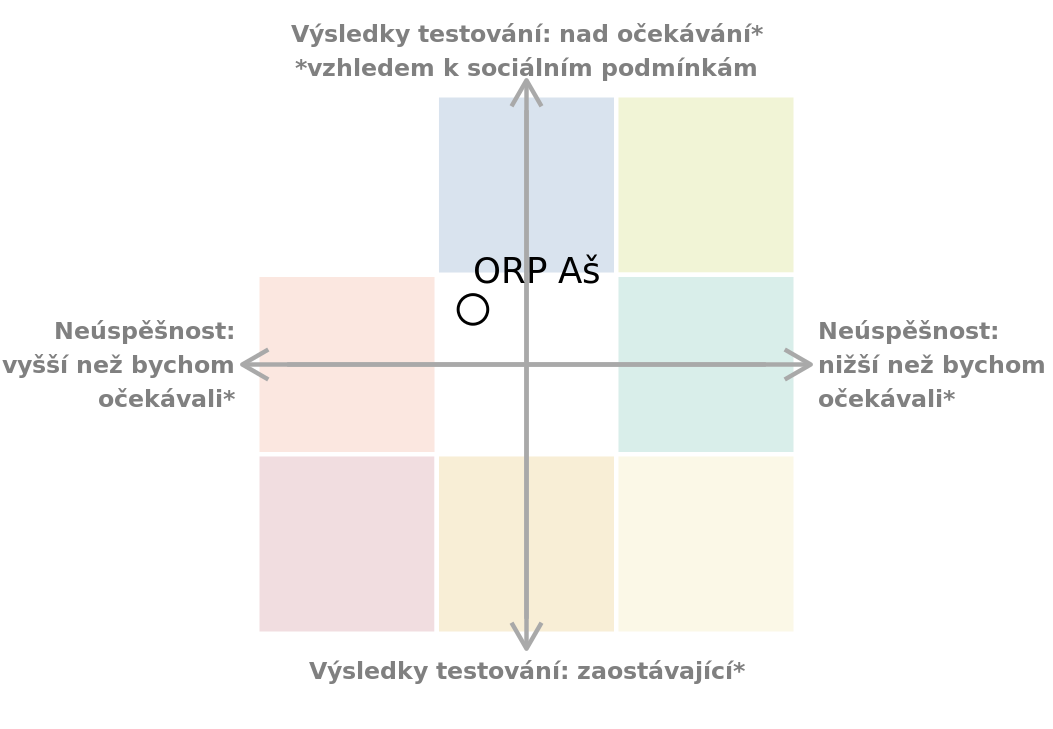 Výsledky testování: nad očekávání*
*vzhledem k sociálním podmínkám
ORP Aš
Neúspěšnost:
vyšší než bychom
očekávali*
Neúspěšnost:
nižší než bychom
očekávali*
Výsledky testování: zaostávající*